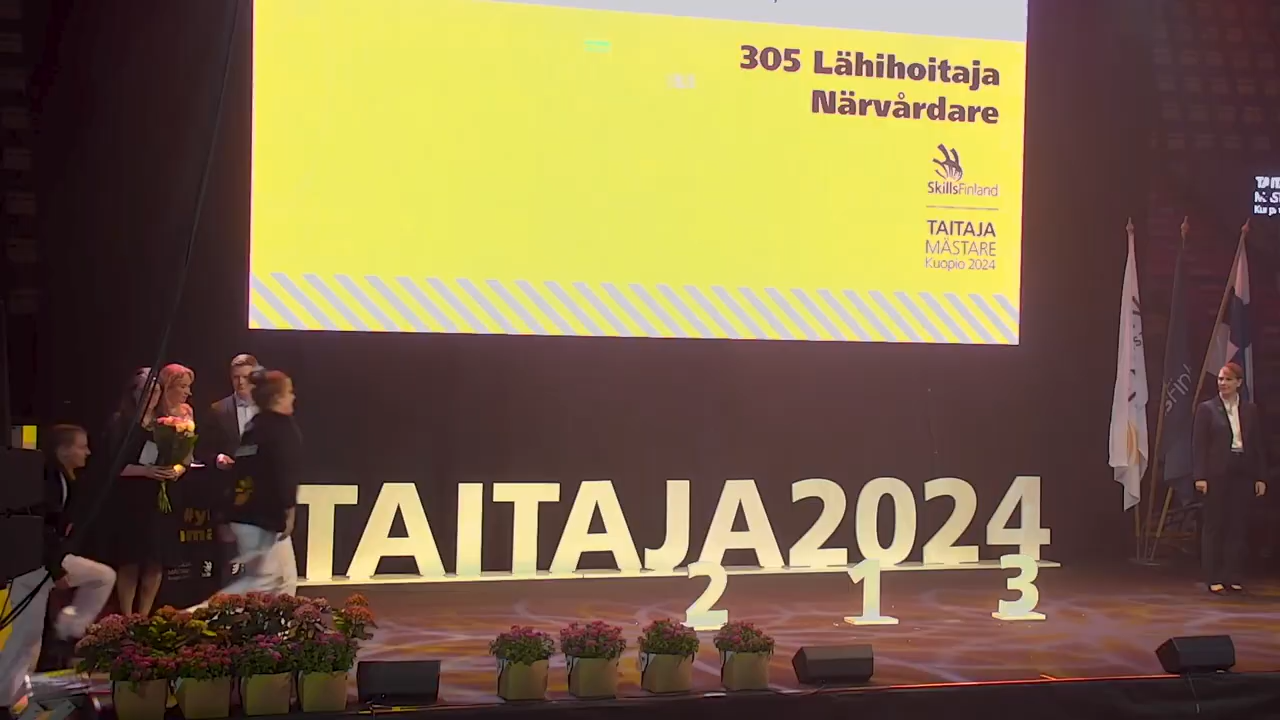 305 Lähihoitaja
Närvårdare
SkillsFinland
TAITAJA
MÄSTARE
Kuopio 2024
TAITAJA2024
2 1 3